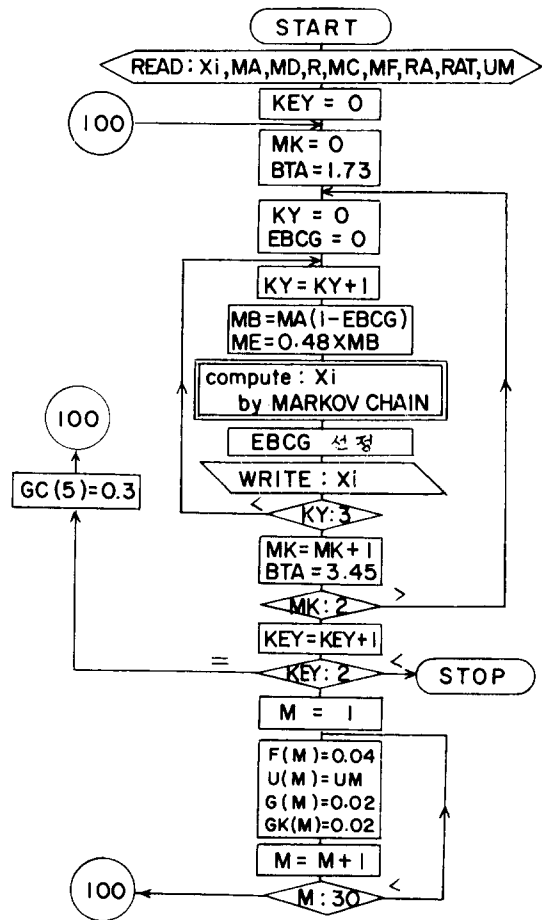 START
READ : Xi,MA,MD,R,MC,MF,RA,RAT,UM
KEY = 0
100
MK = 0
BTA=1.73
KY = 0
EBCG = 0
KY=KY+1
MB=MA(1-EBCG)
ME=0.48XMB
compute : Xi
by MARKOV CHAIN
100
EBCG 선정
GC(5)=0.3
WRITE : Xi
<
KY:3
MK=MK+1
BTA=3.45
>
MK:2
KEY=KEY+1
=
KEY:2
<
STOP
M = 1
F(M)=0.04
U(M)=UM
G(M)=0.02
GK(M)=0.02
M = M+1
<
100
M:30